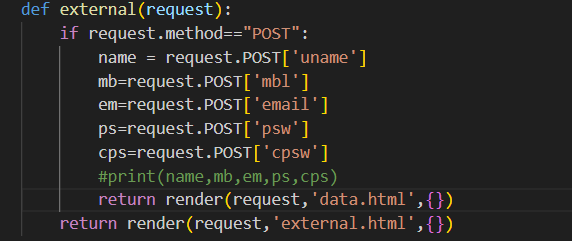 def external(request):
    if request.method=="POST":
        name = request.POST['uname']
        mb=request.POST['mbl']
        em=request.POST['email']
        ps=request.POST['psw']
        cps=request.POST['cpsw']
        #print(name,mb,em,ps,cps)
        return render(request,'data.html',{})
    return render(request,'external.html',{})